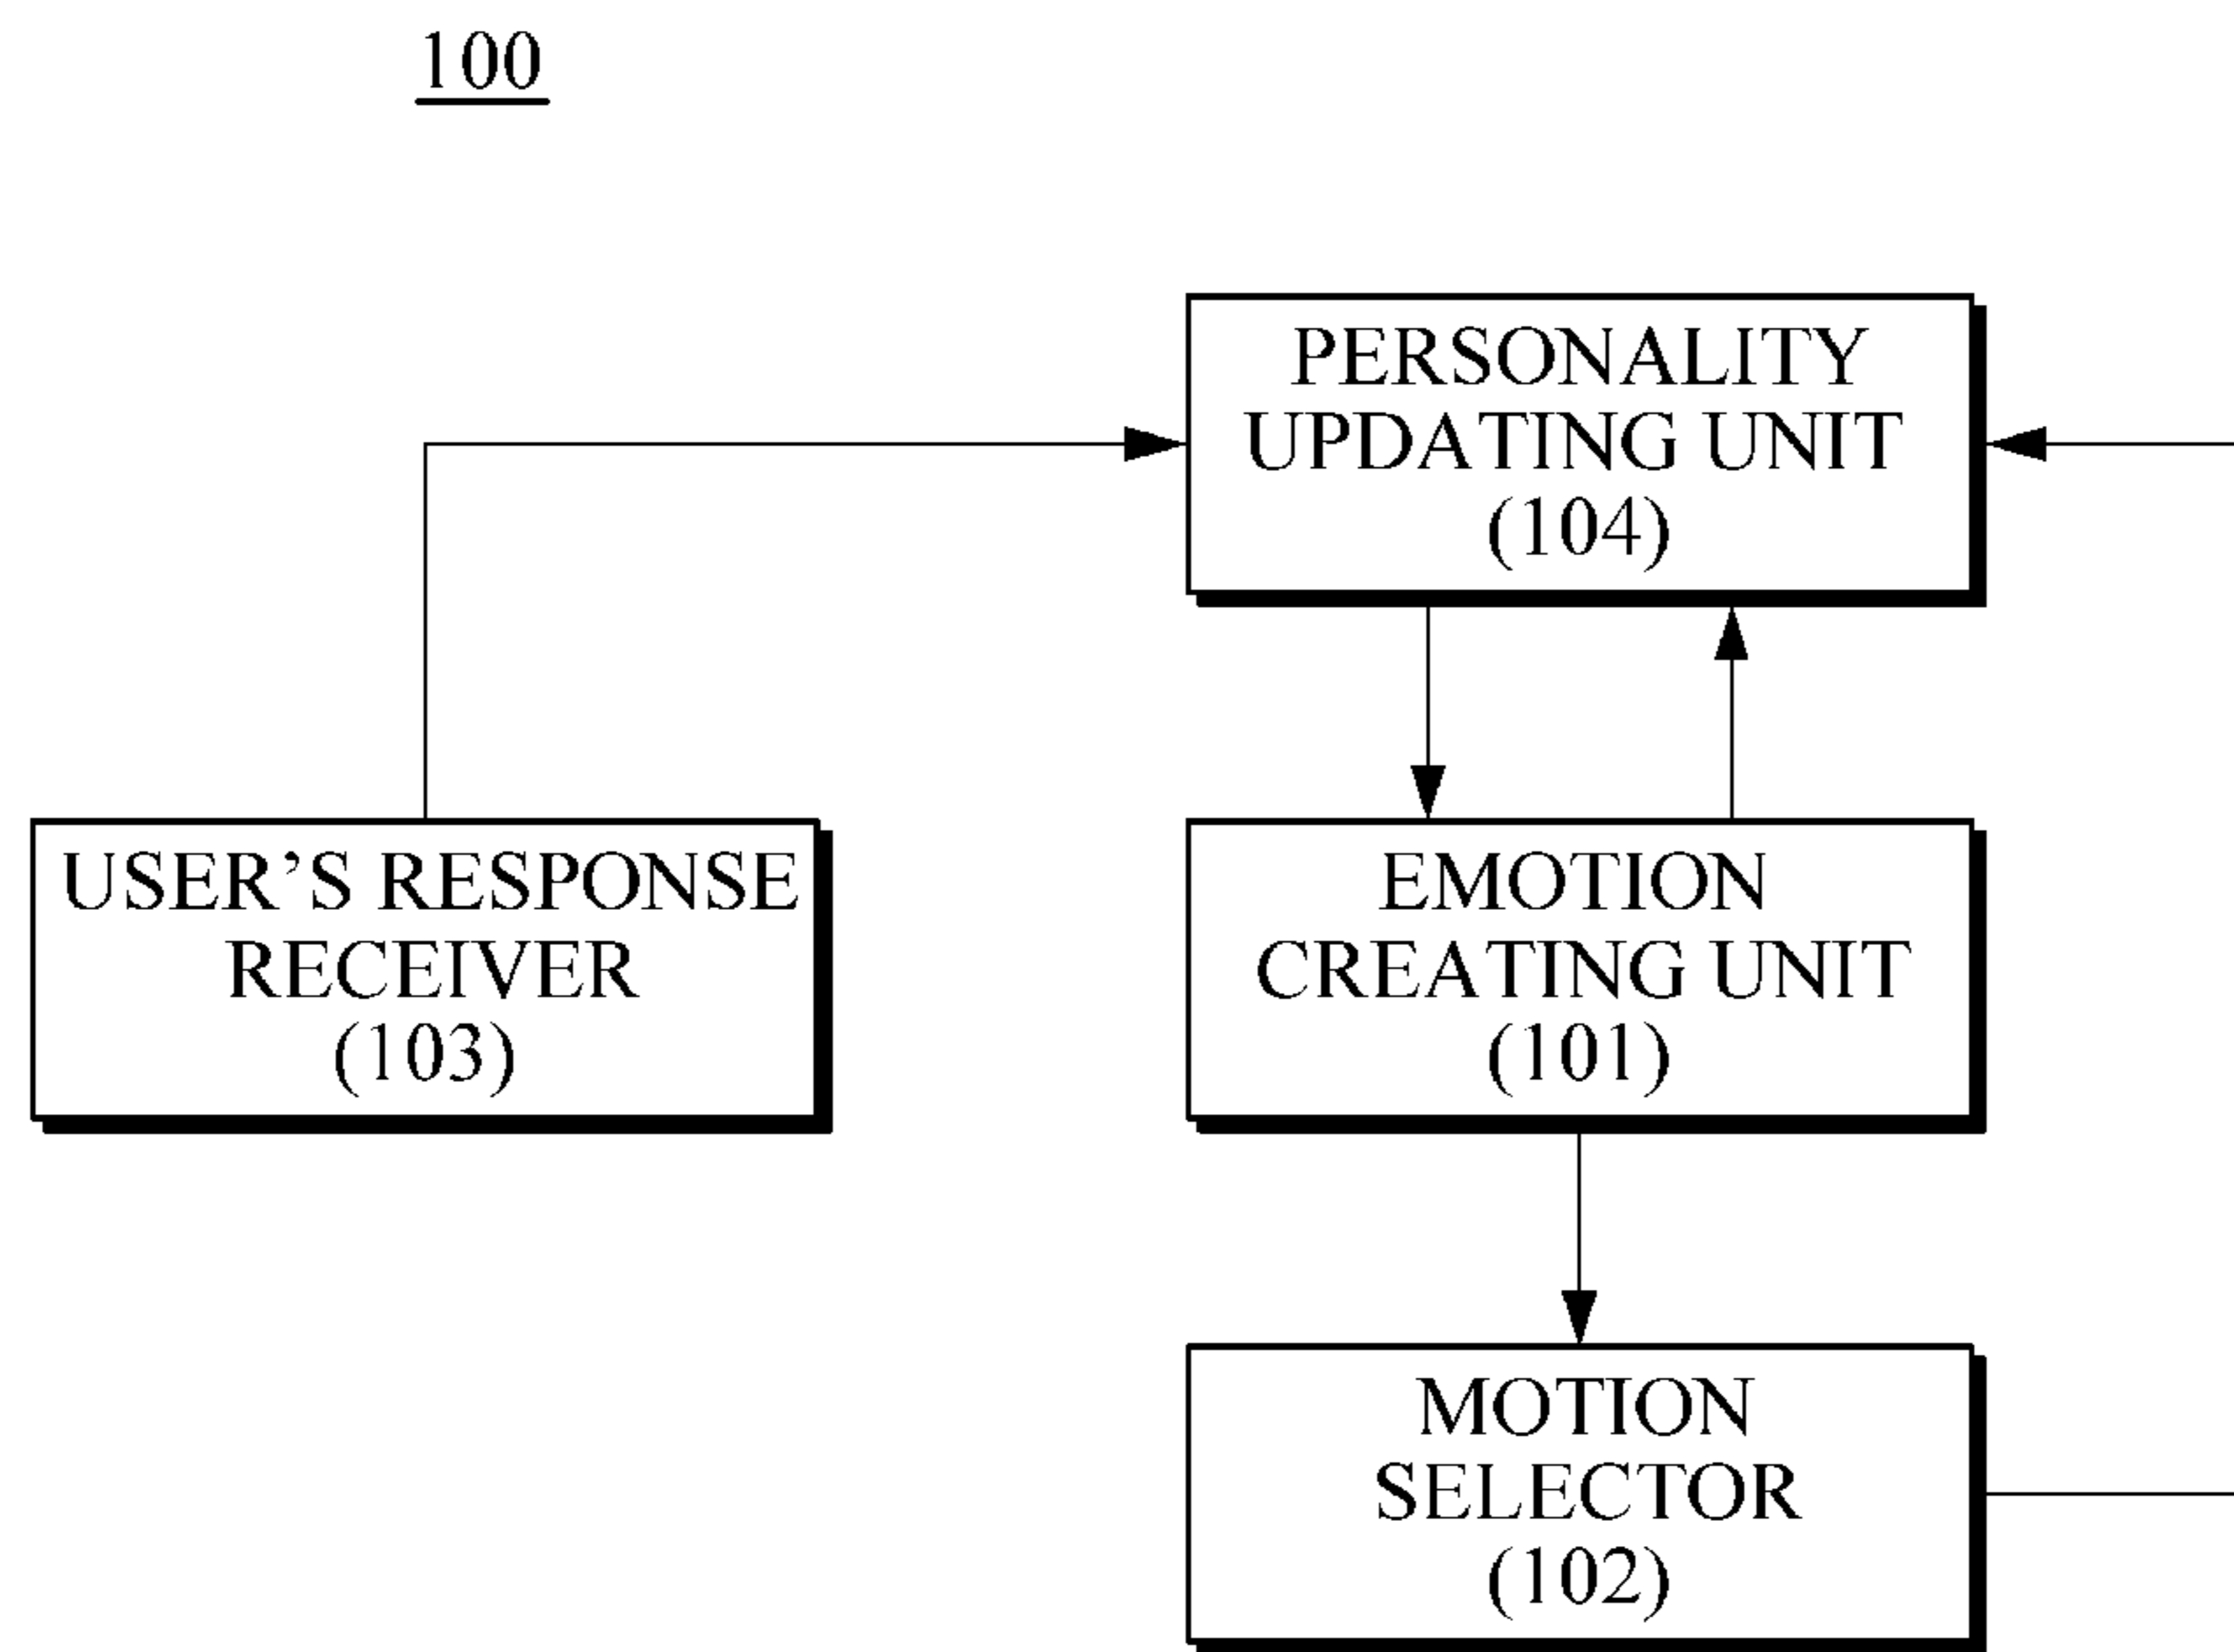 100
PERSONALITY
UPDATING UNIT
(104)
USER’S RESPONSE
RECEIVER
(103)
EMOTION
CREATING UNIT
(101)
MOTION
SELECTOR
(102)